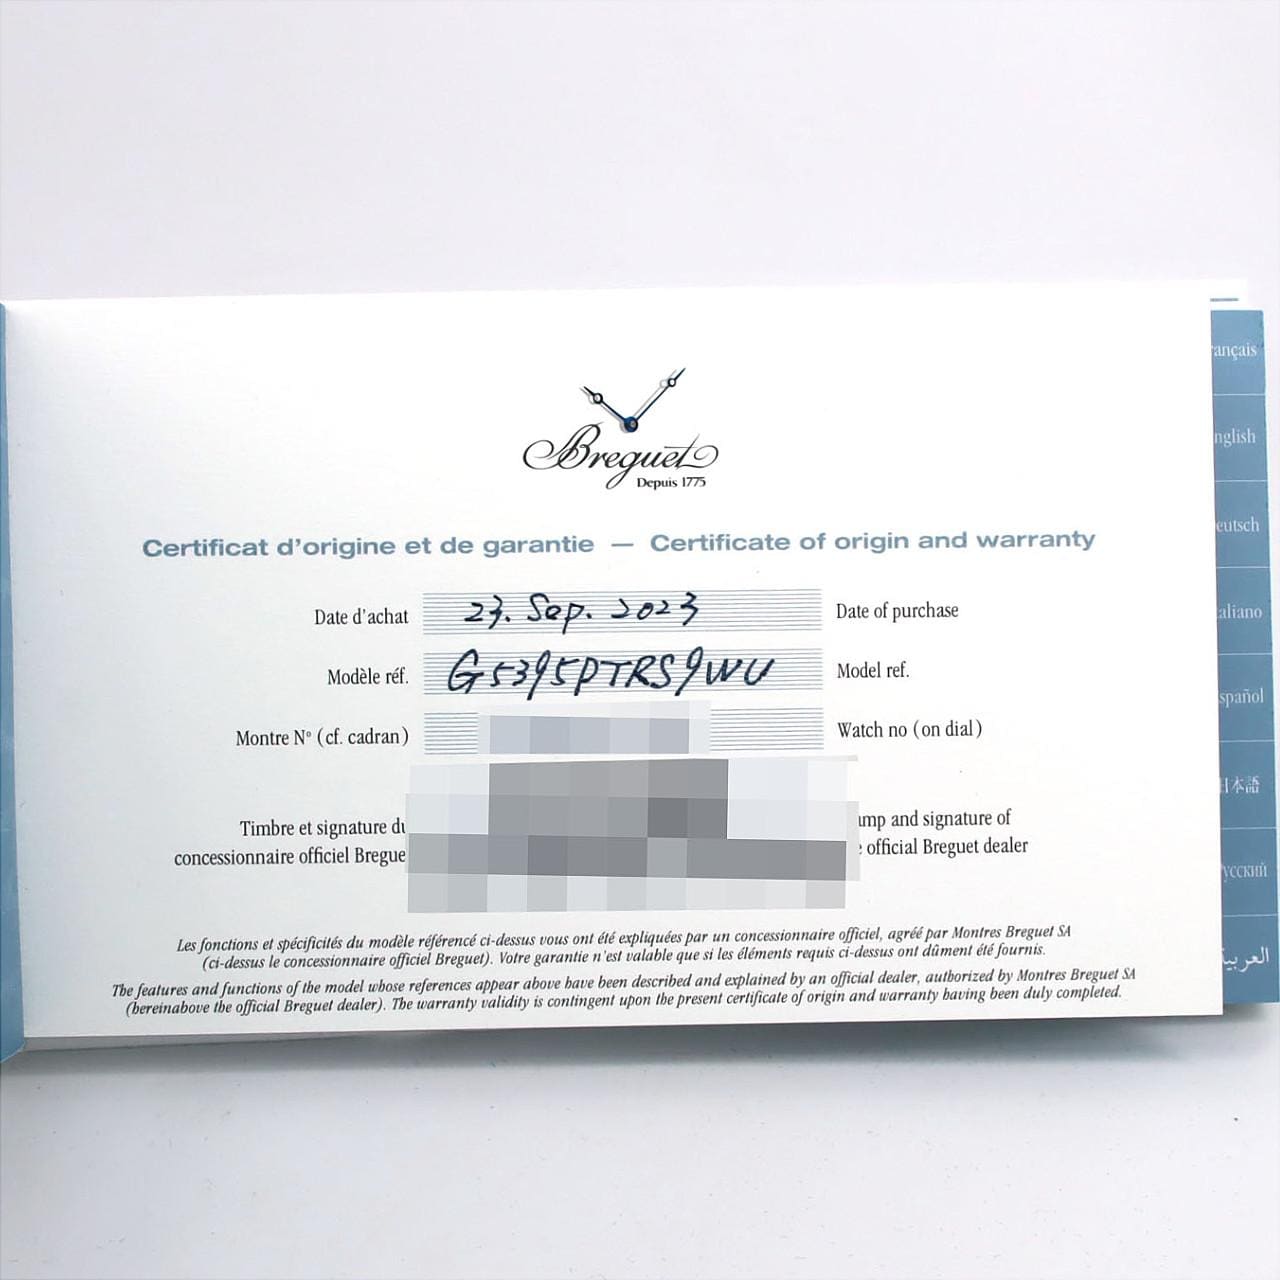 Breguet
Depuis 1775
Certificat d'origine et de garantie — Certificate of origin and warranty
Date d'achat 23. Sep. 2023 Date of purchase
Modèle réf. G5395PTRS9WU Model ref.
Montre N° (cf. cadran) Watch no (on dial)
Timbre et signature du amp and signature of
concessionnaire officiel Bregue official Breguet dealer
Les fonctions et spécificités du modèle référencé ci-dessus vous ont été expliquées par un concessionnaire officiel, agréé par Montres Breguet SA
(ci-dessus le concessionnaire officiel Breguet). Votre garantie n'est valable que si les éléments requis ci-dessus ont dûment été fournis.
The features and functions of the model whose references appear above have been described and explained by an official dealer, authorized by Montres Breguet SA
(hereinabove the official Breguet dealer). The warranty validity is contingent upon the present certificate of origin and warranty having been duly completed.
ançais
nglish
eutsch
aliano
spañol
日本語
усский
العربية